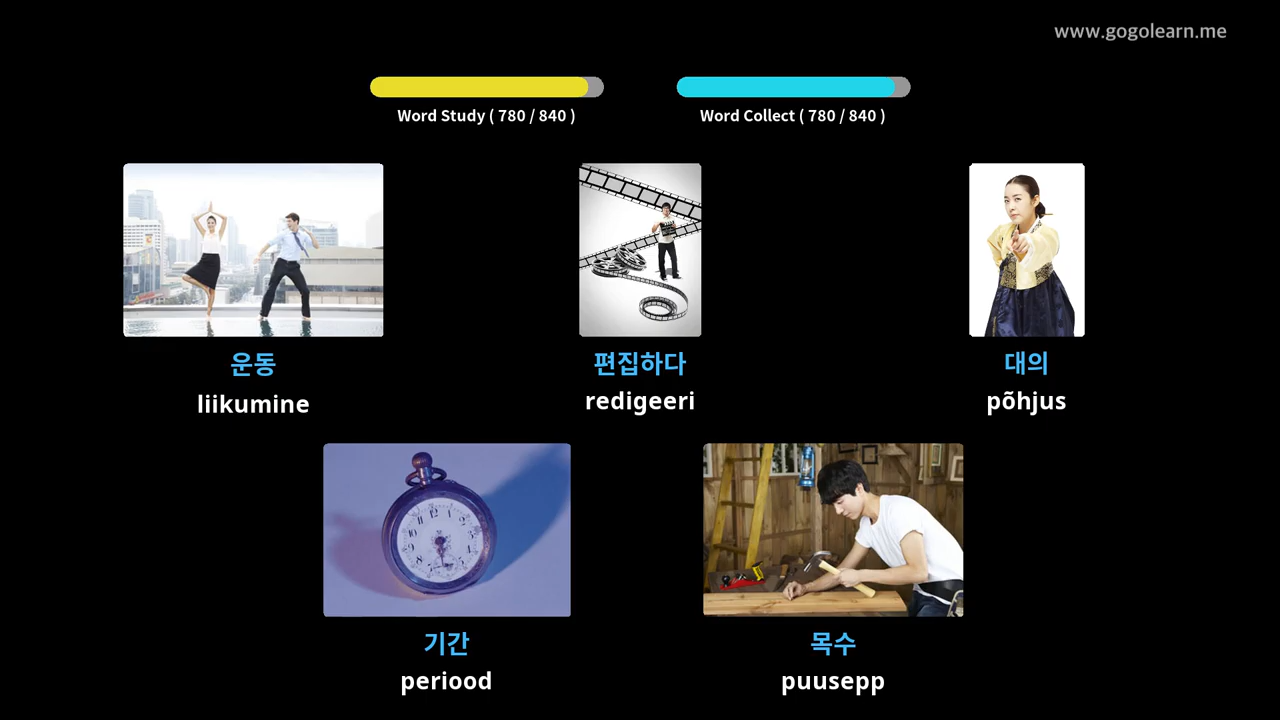 www.gogolearn.me
Word Study ( 780 / 840 )
Word Collect ( 780 / 840 )
운동
liikumine
편집하다
redigeeri
대의
põhjus
기간
periood
목수
puusepp